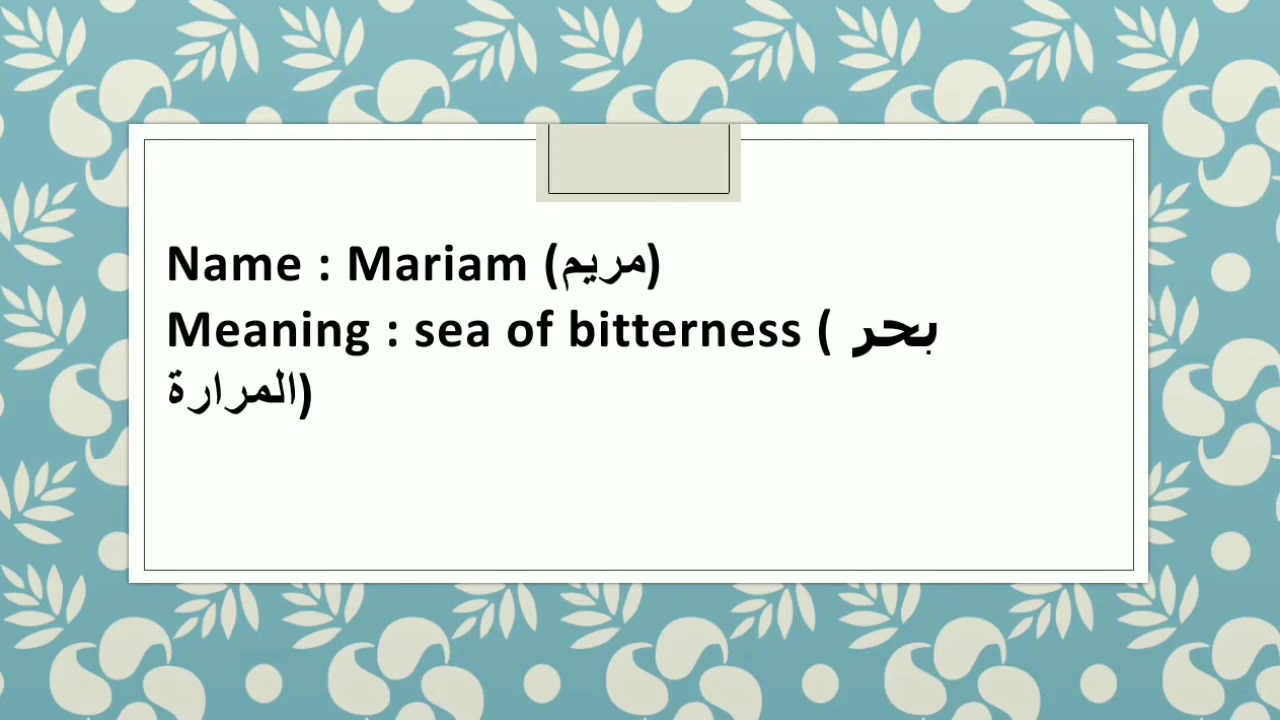 Name : Mariam (مريم)
Meaning : sea of bitterness ( بحر
المرارة)